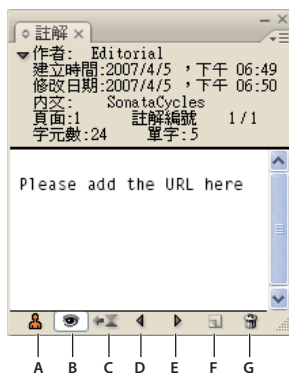 註解
作者: Editorial
建立時間:2007/4/5 ，下午 06:49
修改日期:2007/4/5 ，下午 06:50
內文: SonataCycles
頁面:1 註解編號 1/1
字元數:24 單字:5
Please add the URL here
A B C D E F G